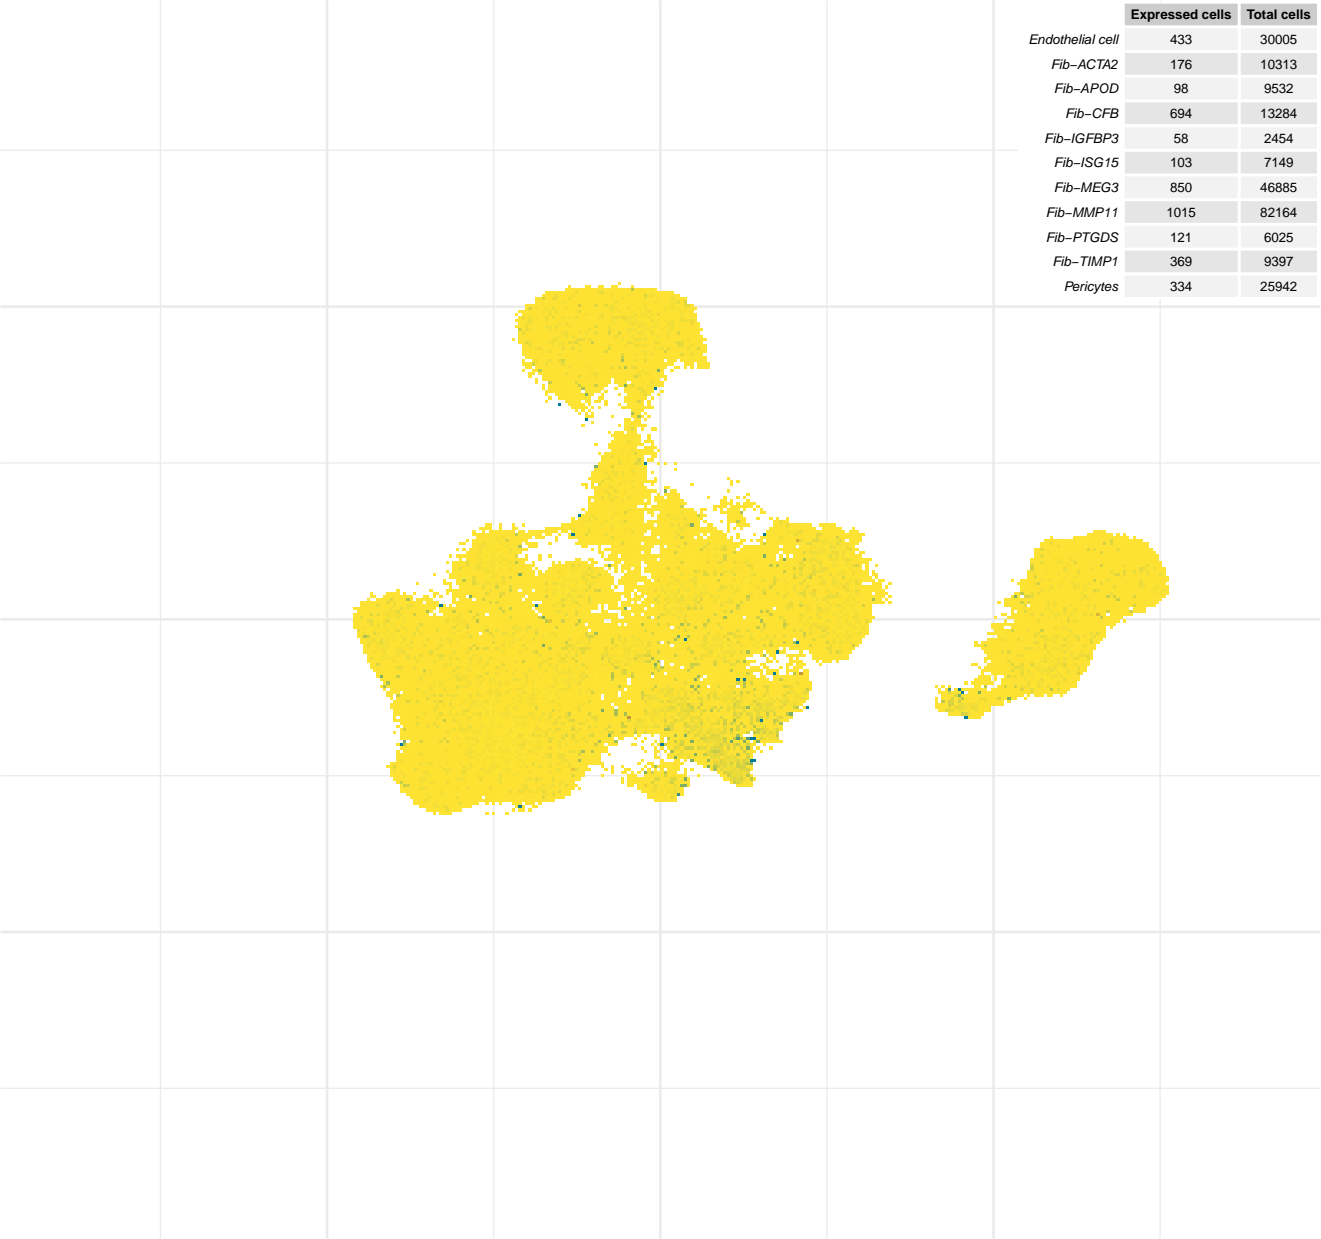 Expressed cells Total cells
Endothelial cell 433 30005
Fib−ACTA2 176 10313
Fib−APOD 98 9532
Fib−CFB 694 13284
Fib−IGFBP3 58 2454
Fib−ISG15 103 7149
Fib−MEG3 850 46885
Fib−MMP11 1015 82164
Fib−PTGDS 121 6025
Fib−TIMP1 369 9397
Pericytes 334 25942